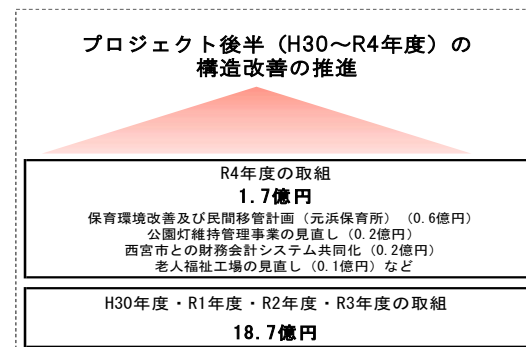 プロジェクト後半（H30～R4年度）の
構造改善の推進
R4年度の取組
1.7億円
保育環境改善及び民間移管計画（元浜保育所）（0.6億円）
公園灯維持管理事業の見直し（0.2億円）
西宮市との財務会計システム共同化（0.2億円）
老人福祉工場の見直し（0.1億円）など
H30年度・R1年度・R2年度・R3年度の取組
18.7億円